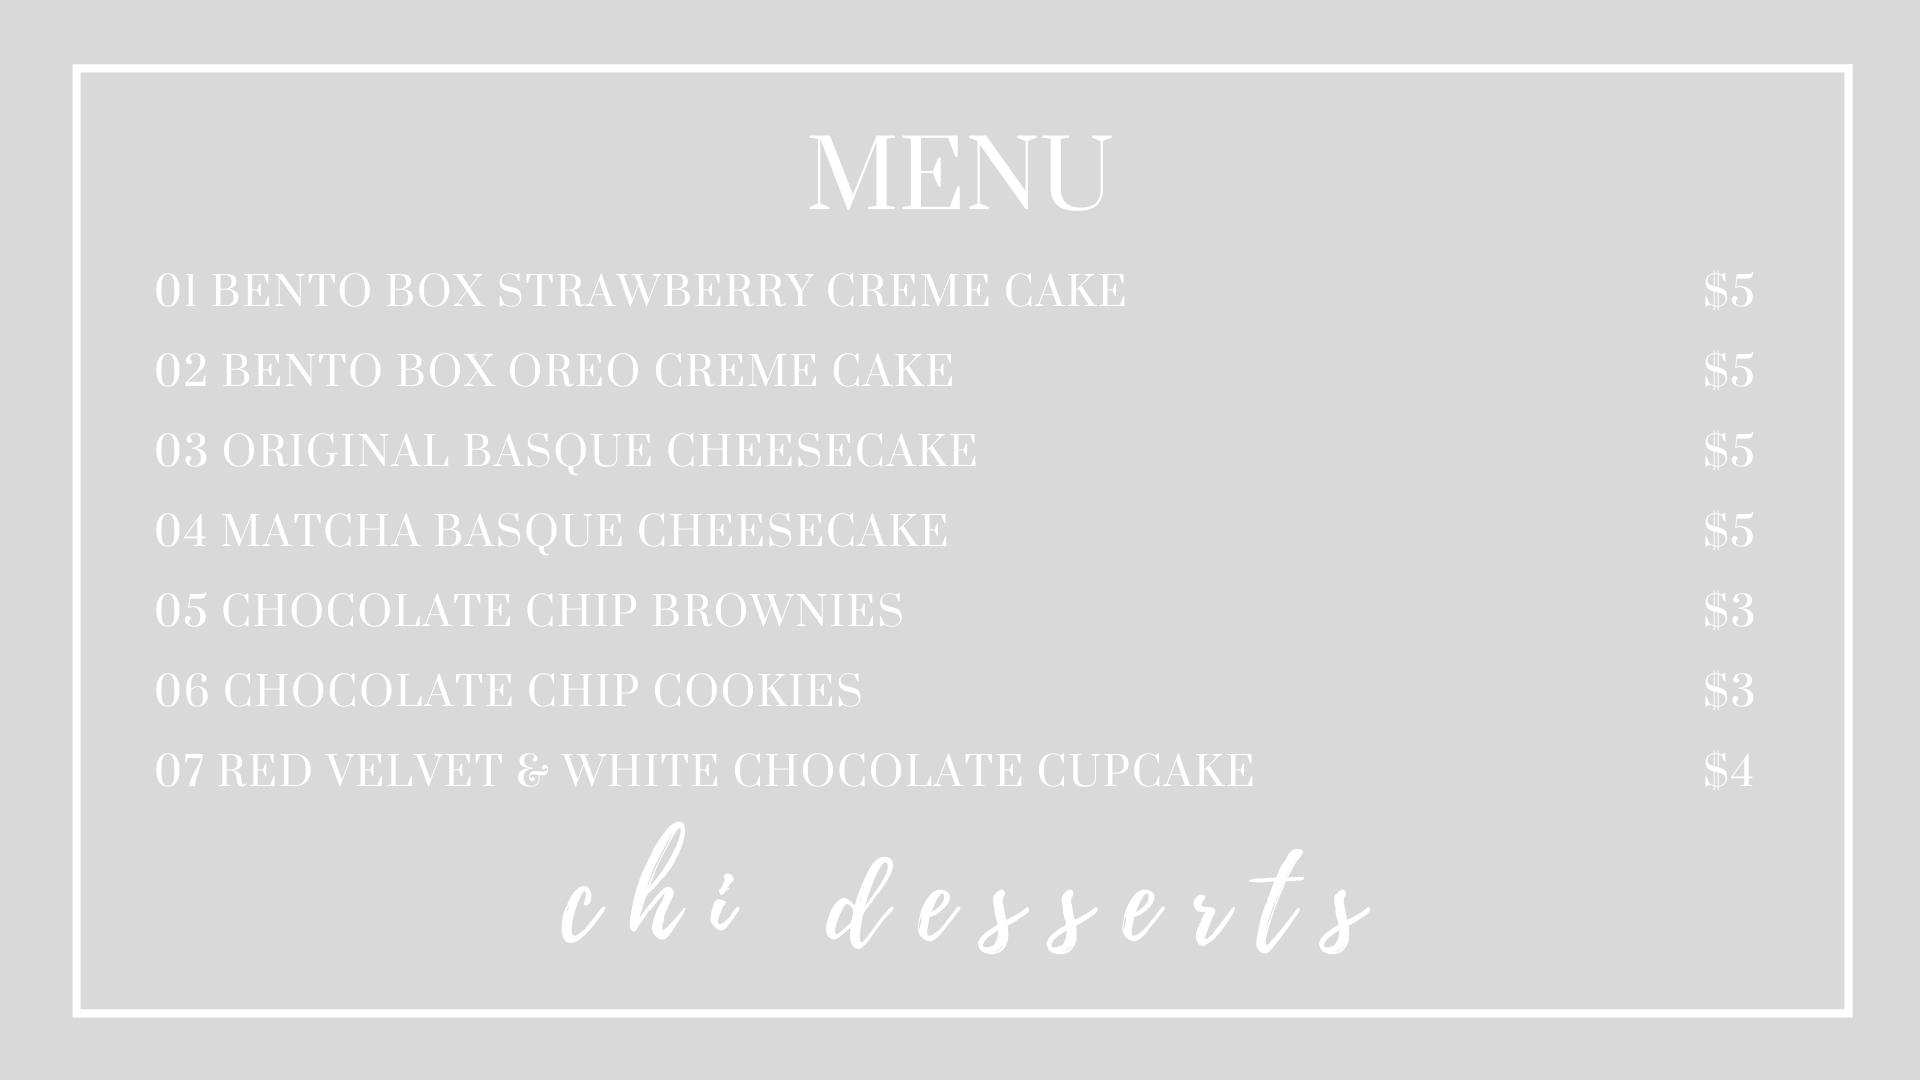 MENU
01 BENTO BOX STRAWBERRY CREME CAKE $5
02 BENTO BOX OREO CREME CAKE $5
03 ORIGINAL BASQUE CHEESECAKE $5
04 MATCHA BASQUE CHEESECAKE $5
05 CHOCOLATE CHIP BROWNIES $3
06 CHOCOLATE CHIP COOKIES $3
07 RED VELVET & WHITE CHOCOLATE CUPCAKE $4
chi desserts